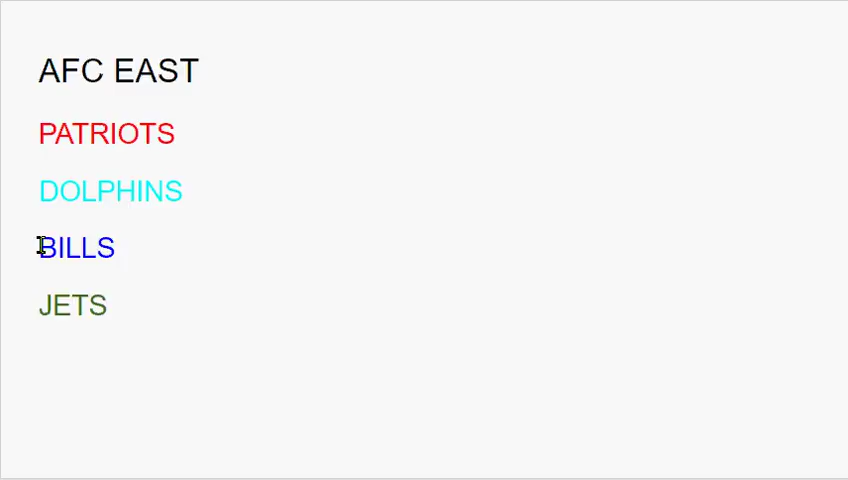 AFC EAST
PATRIOTS
DOLPHINS
BILLS
JETS